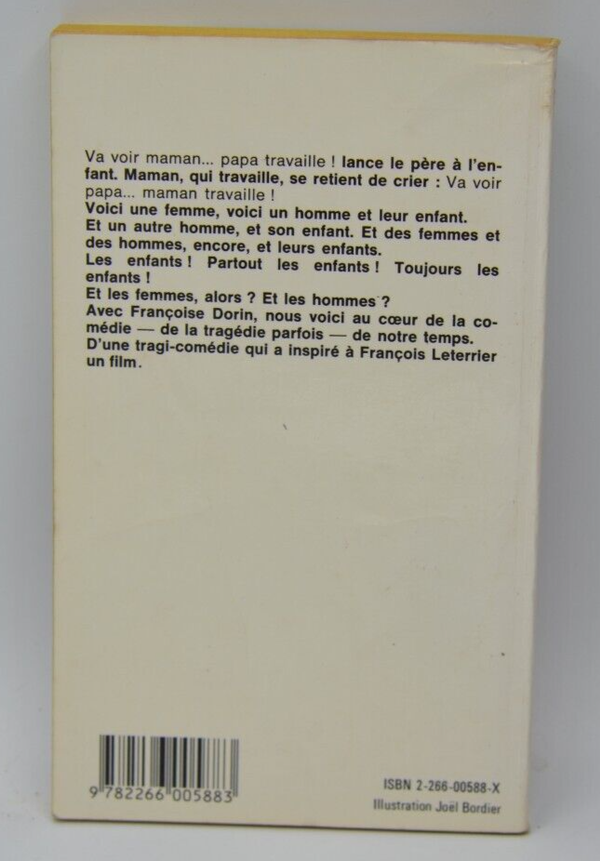 Va voir maman... papa travaille ! lance le père à l'en-
fant. Maman, qui travaille, se retient de crier : Va voir
papa... maman travaille !
Voici une femme, voici un homme et leur enfant.
Et un autre homme, et son enfant. Et des femmes et
des hommes, encore, et leurs enfants.
Les enfants ! Partout les enfants ! Toujours les
enfants !
Et les femmes, alors ? Et les hommes ?
Avec Françoise Dorin, nous voici au cœur de la co-
médie — de la tragédie parfois — de notre temps.
D'une tragi-comédie qui a inspiré à François Leterrier
un film.
ISBN 2-266-00588-X
9 782266 005883
Illustration Joël Bordier